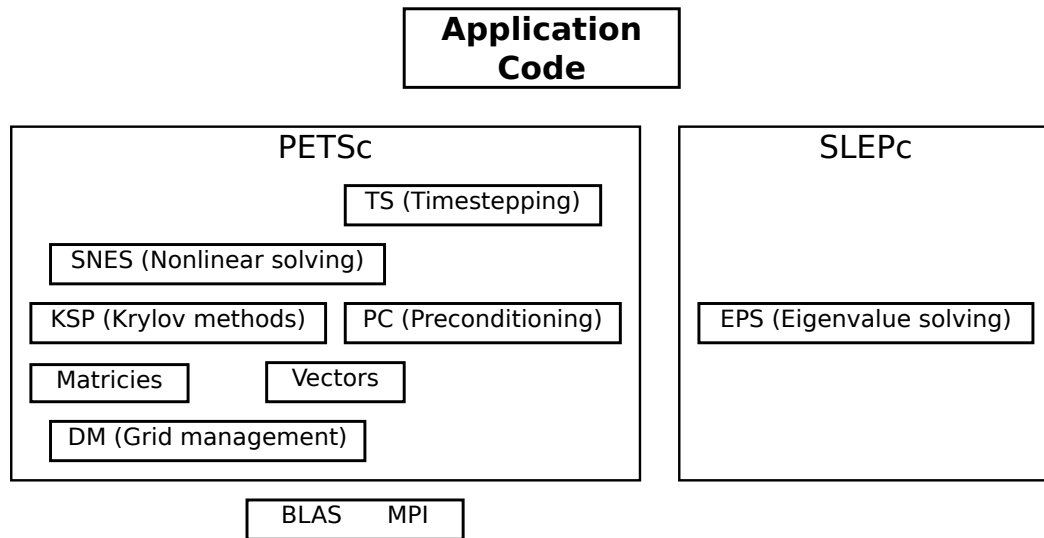 Application
Code
PETSc
TS (Timestepping)
SNES (Nonlinear solving)
KSP (Krylov methods)
PC (Preconditioning)
Matricies
Vectors
DM (Grid management)
SLEPc
EPS (Eigenvalue solving)
BLAS MPI